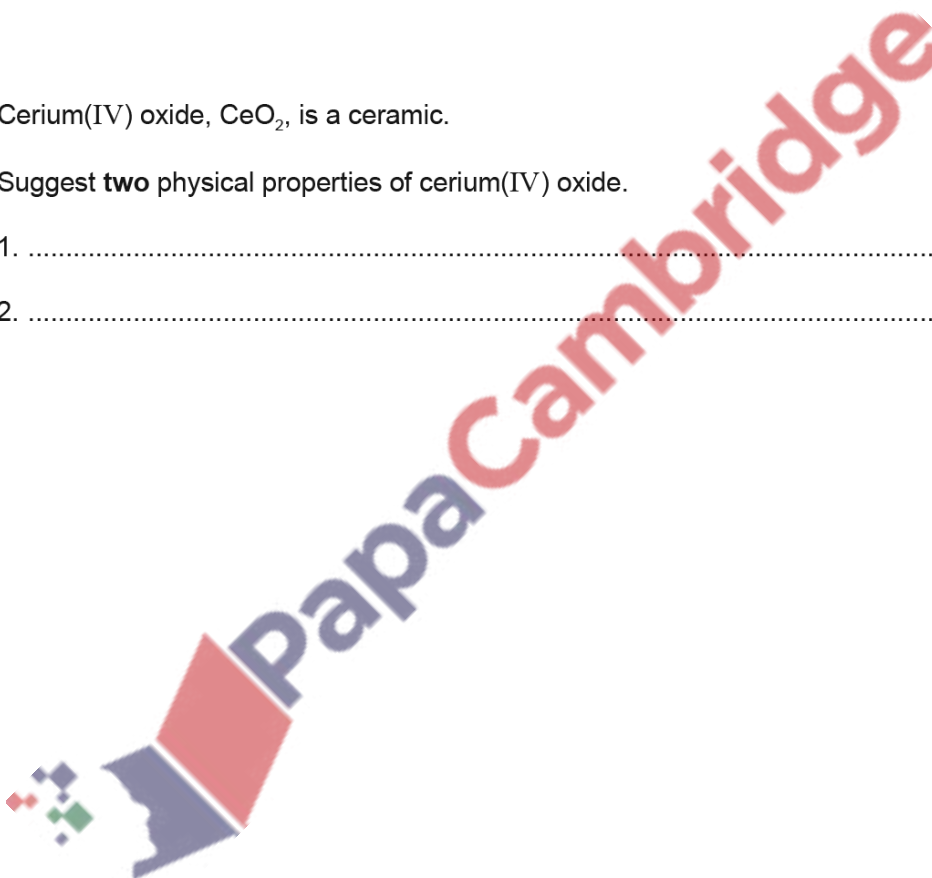 Cerium(IV) oxide, CeO₂, is a ceramic.
Suggest two physical properties of cerium(IV) oxide.
1. ................................................................................................
2. ................................................................................................
PapaCambridge